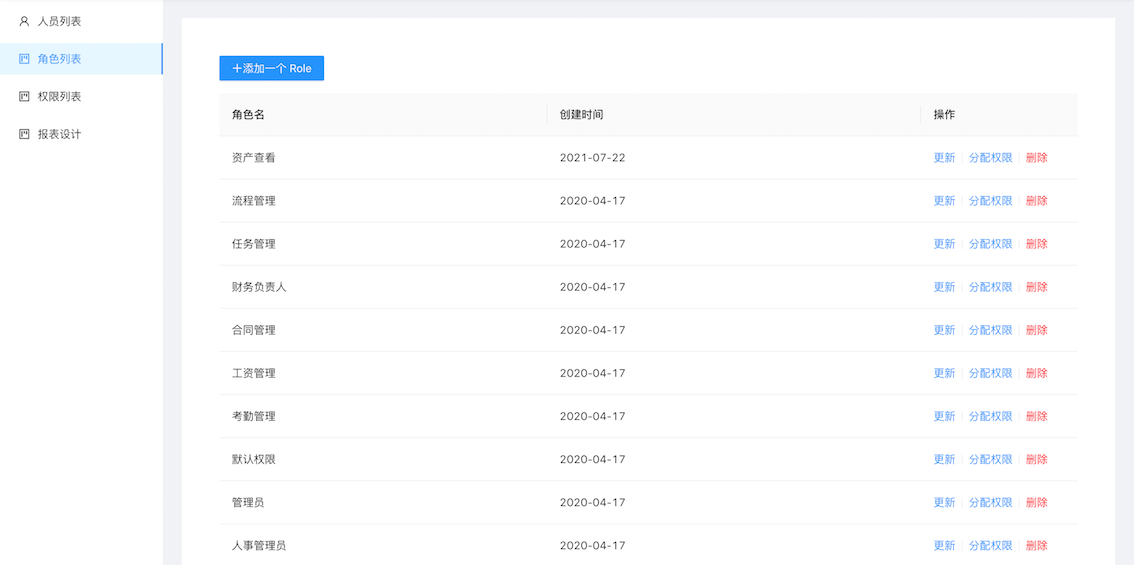 人员列表
角色列表
权限列表
报表设计
+添加一个 Role
角色名 创建时间 操作
资产查看 2021-07-22 更新 分配权限 删除
流程管理 2020-04-17 更新 分配权限 删除
任务管理 2020-04-17 更新 分配权限 删除
财务负责人 2020-04-17 更新 分配权限 删除
合同管理 2020-04-17 更新 分配权限 删除
工资管理 2020-04-17 更新 分配权限 删除
考勤管理 2020-04-17 更新 分配权限 删除
默认权限 2020-04-17 更新 分配权限 删除
管理员 2020-04-17 更新 分配权限 删除
人事管理员 2020-04-17 更新 分配权限 删除